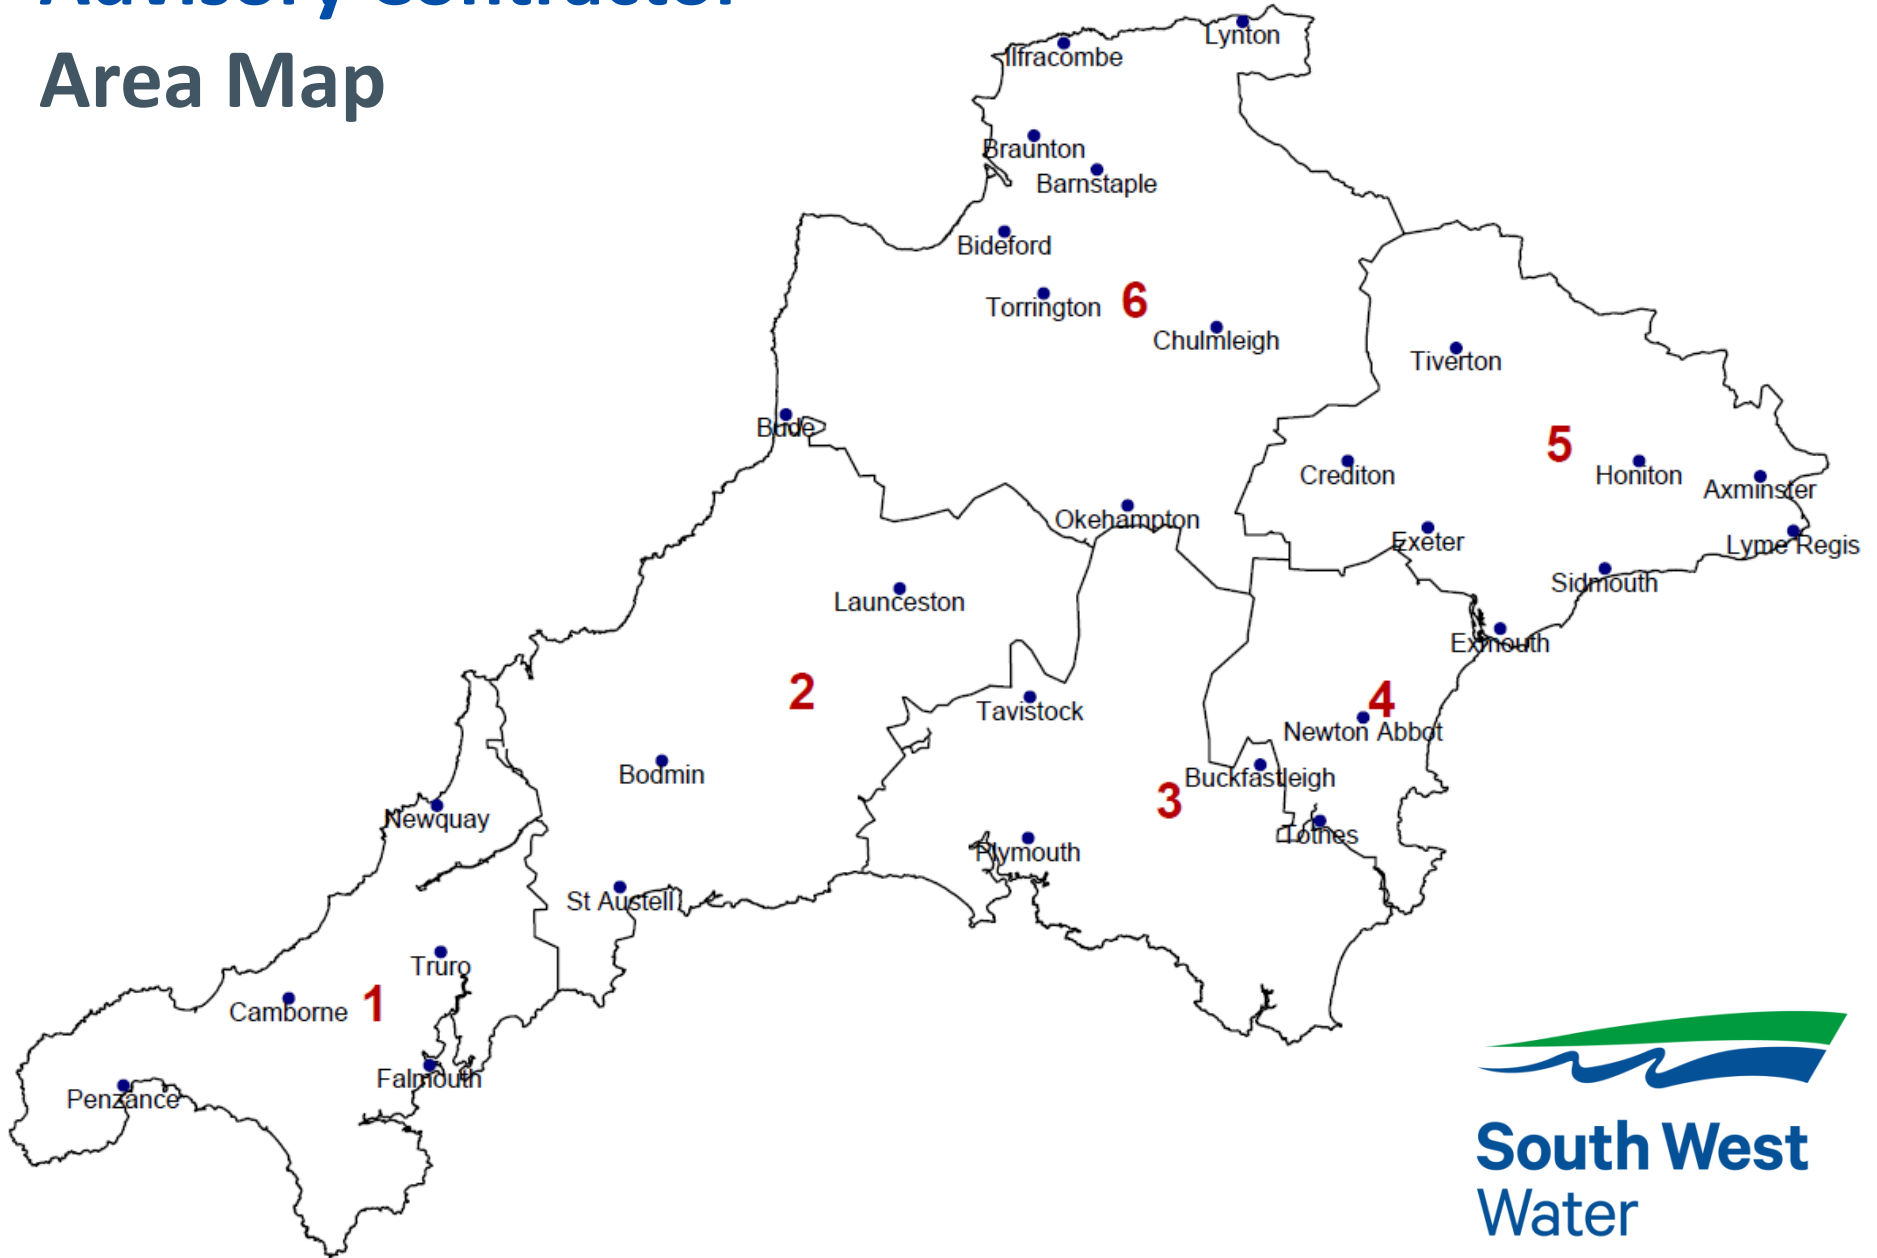 Advisory Contractor
Area Map
Lynton
Ilfracombe
Braunton
Barnstaple
Bideford
Torrington
6
Chulmleigh
Tiverton
Bude
5
Crediton
Honiton
Axminster
Okehampton
Exeter
Lyme Regis
Sidmouth
Launceston
Exmouth
2
4
Tavistock
Newton Abbot
Bodmin
Buckfastleigh
3
Newquay
Totnes
Plymouth
St Austell
Truro
Camborne
1
Falmouth
Penzance
South West
Water